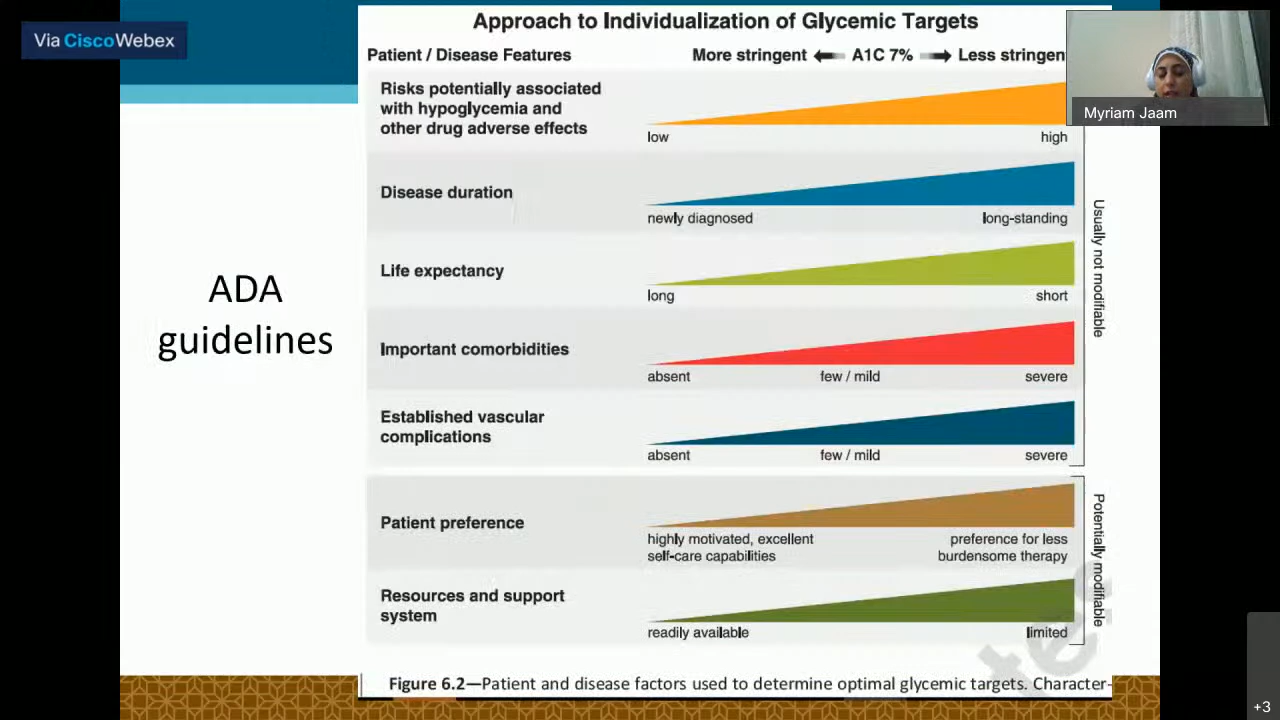 Via CiscoWebex
Approach to Individualization of Glycemic Targets
Patient / Disease Features
More stringent
A1C 7%
Less stringen
Myriam Jaam
Risks potentially associated
with hypoglycemia and
other drug adverse effects
low
high
Disease duration
newly diagnosed
long-standing
Life expectancy
long
short
Important comorbidities
absent
few / mild
severe
Established vascular
complications
absent
few / mild
severe
Usually not modifiable
ADA
guidelines
Patient preference
highly motivated, excellent
self-care capabilities
preference for less
burdensome therapy
Resources and support
system
readily available
limited
Potentially modifiable
tes
Figure 6.2—Patient and disease factors used to determine optimal glycemic targets. Character-
+3